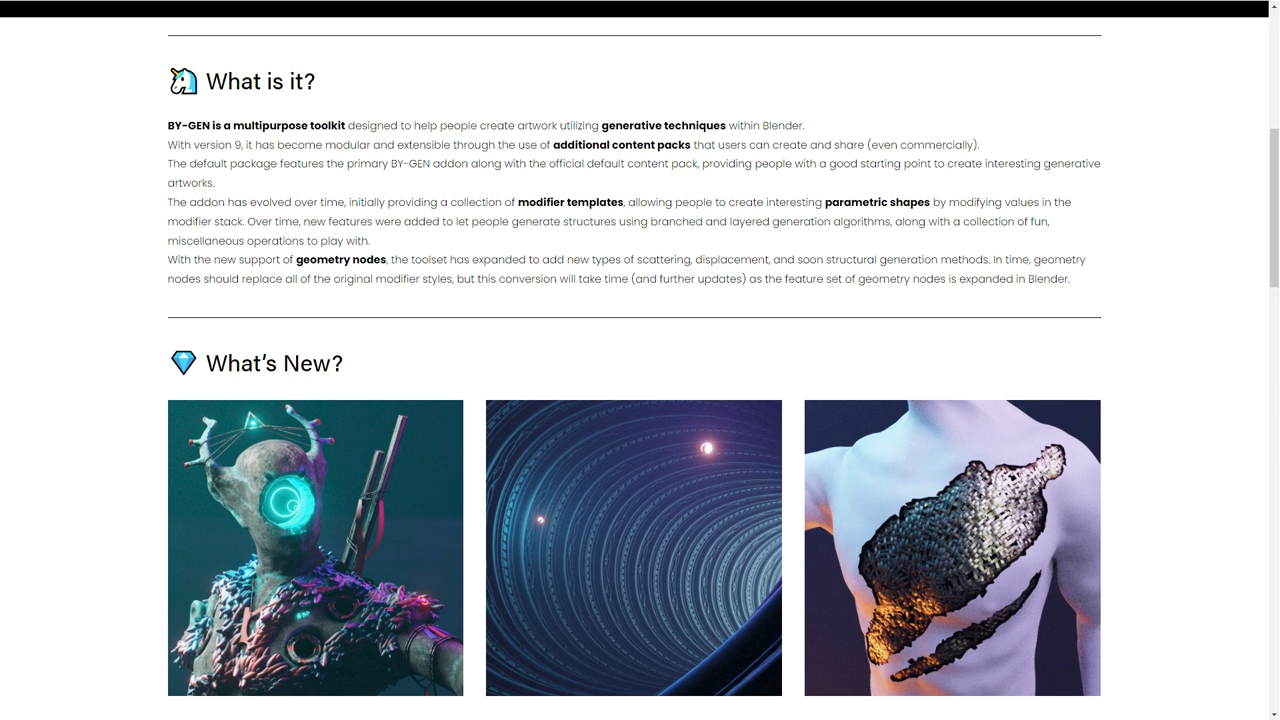 What is it?
BY-GEN is a multipurpose toolkit designed to help people create artwork utilizing generative techniques within Blender.
With version 9, it has become modular and extensible through the use of additional content packs that users can create and share (even commercially).
The default package features the primary BY-GEN addon along with the official default content pack, providing people with a good starting point to create interesting generative
artworks.
The addon has evolved over time, initially providing a collection of modifier templates, allowing people to create interesting parametric shapes by modifying values in the
modifier stack. Over time, new features were added to let people generate structures using branched and layered generation algorithms, along with a collection of fun,
miscellaneous operations to play with.
With the new support of geometry nodes, the toolset has expanded to add new types of scattering, displacement, and soon structural generation methods. In time, geometry
nodes should replace all of the original modifier styles, but this conversion will take time (and further updates) as the feature set of geometry nodes is expanded in Blender.
What's New?